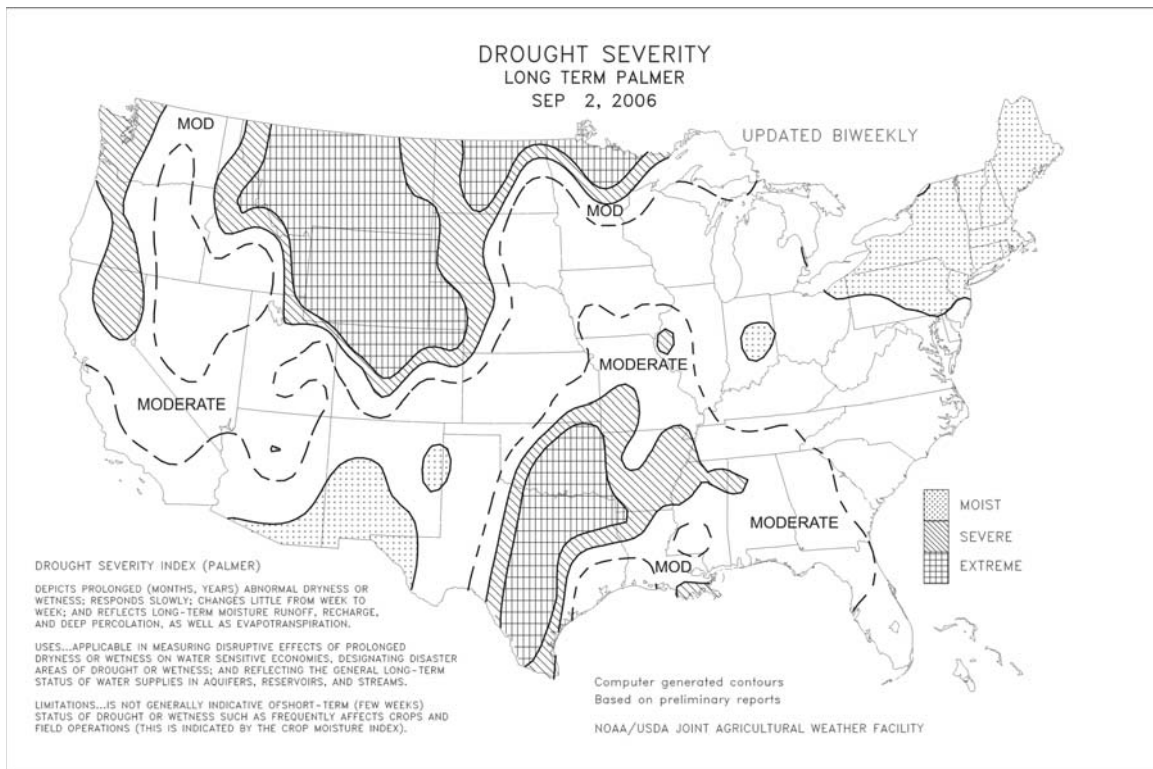 DROUGHT SEVERITY
LONG TERM PALMER
SEP 2, 2006
UPDATED BIWEEKLY
MOD
MOD
MODERATE
MODERATE
MODERATE
MOD
MOIST
SEVERE
EXTREME
DROUGHT SEVERITY INDEX (PALMER)
DEPICTS PROLONGED (MONTHS, YEARS) ABNORMAL DRYNESS OR
WETNESS; RESPONDS SLOWLY; CHANGES LITTLE FROM WEEK TO
WEEK; AND REFLECTS LONG-TERM MOISTURE RUNOFF, RECHARGE,
AND DEEP PERCOLATION, AS WELL AS EVAPOTRANSPIRATION.
USES...APPLICABLE IN MEASURING DISRUPTIVE EFFECTS OF PROLONGED
DRYNESS OR WETNESS ON WATER SENSITIVE ECONOMIES, DESIGNATING DISASTER
AREAS OF DROUGHT OR WETNESS; AND REFLECTING THE GENERAL LONG-TERM
STATUS OF WATER SUPPLIES IN AQUIFERS, RESERVOIRS, AND STREAMS.
LIMITATIONS...IS NOT GENERALLY INDICATIVE OFSHORT-TERM (FEW WEEKS)
STATUS OF DROUGHT OR WETNESS SUCH AS FREQUENTLY AFFECTS CROPS AND
FIELD OPERATIONS (THIS IS INDICATED BY THE CROP MOISTURE INDEX).
Computer generated contours
Based on preliminary reports
NOAA/USDA JOINT AGRICULTURAL WEATHER FACILITY